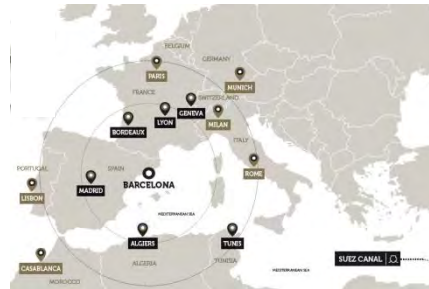 BELGIUM
GERMANY
PARIS
MUNICH
FRANCE
SWITZERLAND
GENEVA
LYON
MILAN
BORDEAUX
ITALY
PORTUGAL
SPAIN
ROME
MADRID
BARCELONA
LISBON
MEDITERRANEAN SEA
ALGIERS
TUNIS
SUEZ CANAL
CASABLANCA
ALGERIA
TUNISIA
MEDITERRANEAN SEA
MOROCCO